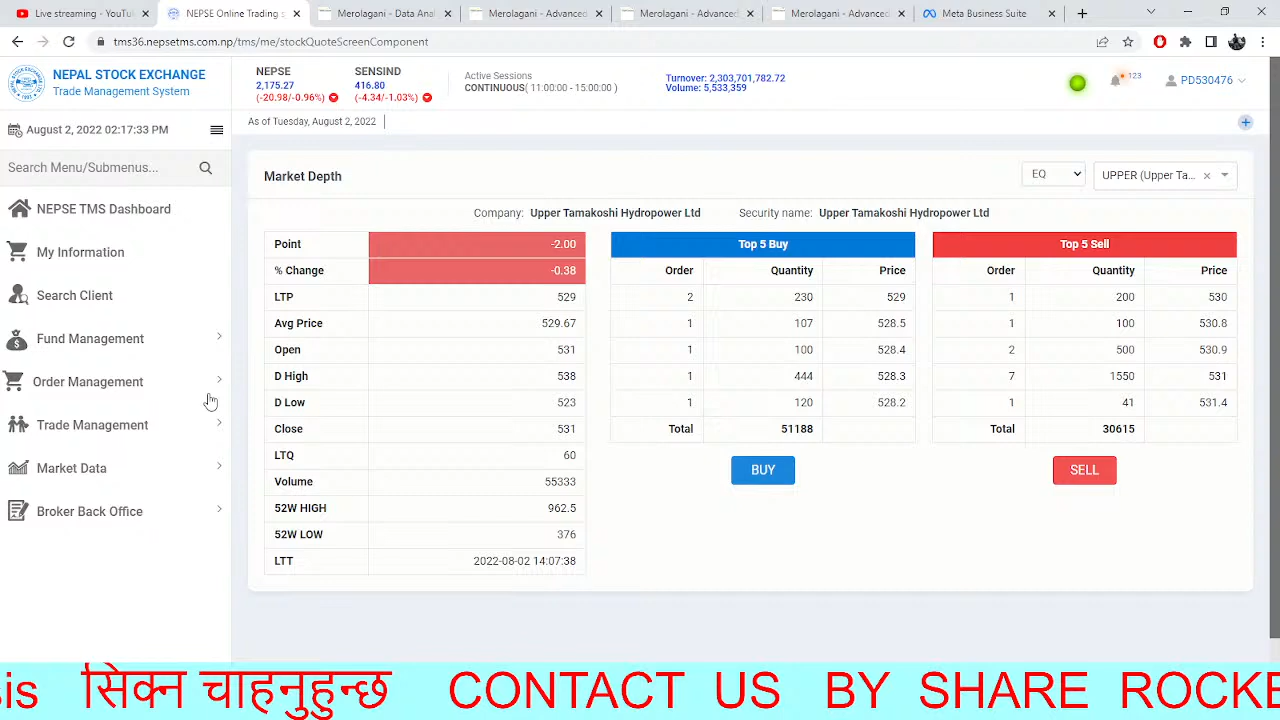 Live streaming - YouTu
NEPSE Online Trading s
Merolagani - Data Anal
Merolagani - Advanced
Merolagani - Advanced
Merolagani - Advanced
Meta Business Suite
tms36.nepsetms.com.np/tms/me/stockQuoteScreenComponent
NEPAL STOCK EXCHANGE
Trade Management System
NEPSE
2,175.27
(-20.98/-0.96%)
SENSIND
416.80
(-4.34/-1.03%)
Active Sessions
CONTINUOUS( 11:00:00 - 15:00:00 )
Turnover: 2,303,701,782.72
Volume: 5,533,359
123
PD530476
August 2, 2022 02:17:33 PM
As of Tuesday, August 2, 2022
Search Menu/Submenus...
NEPSE TMS Dashboard
My Information
Search Client
Fund Management
Order Management
Trade Management
Market Data
Broker Back Office
Market Depth
EQ
UPPER (Upper Ta...
Company: Upper Tamakoshi Hydropower Ltd Security name: Upper Tamakoshi Hydropower Ltd
Point -2.00
% Change -0.38
LTP 529
Avg Price 529.67
Open 531
D High 538
D Low 523
Close 531
LTQ 60
Volume 55333
52W HIGH 962.5
52W LOW 376
LTT 2022-08-02 14:07:38
Top 5 Buy
Order Quantity Price
2 230 529
1 107 528.5
1 100 528.4
1 444 528.3
1 120 528.2
Total 51188
BUY
Top 5 Sell
Order Quantity Price
1 200 530
1 100 530.8
2 500 530.9
7 1550 531
1 41 531.4
Total 30615
SELL
sis सिक्न चाहनुहुन्छ CONTACT US BY SHARE ROCKE